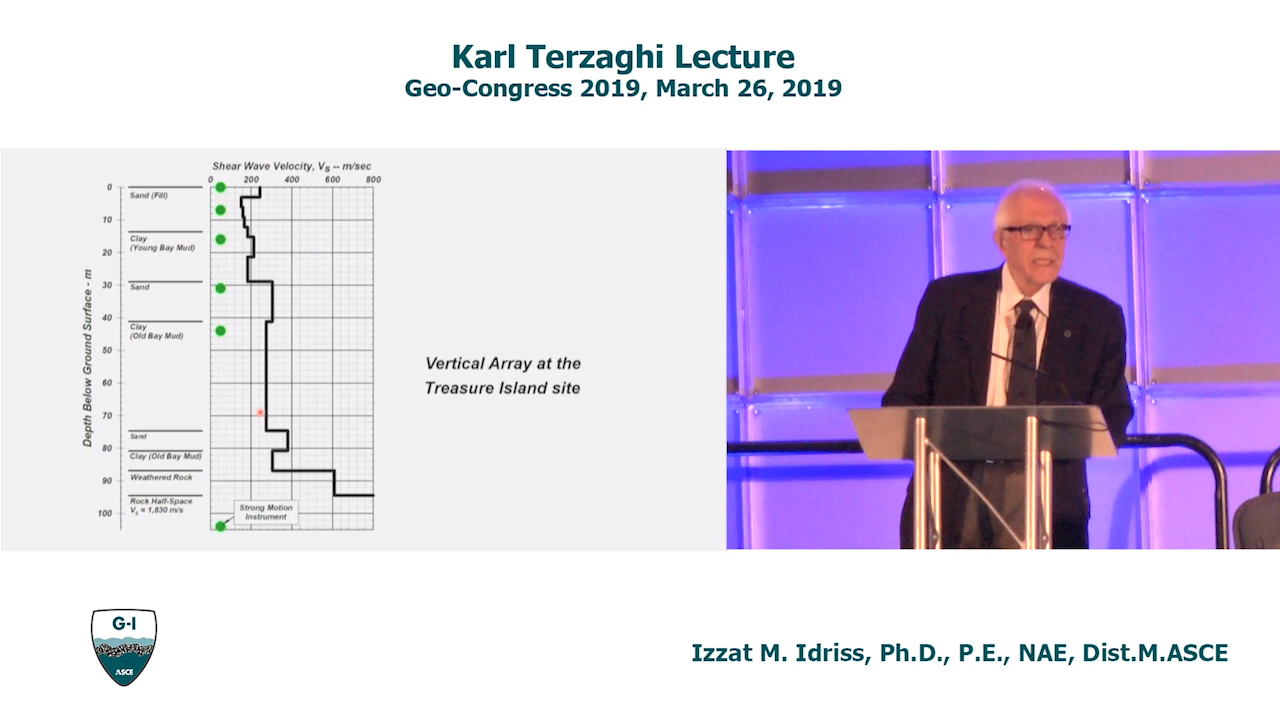 Karl Terzaghi Lecture
Geo-Congress 2019, March 26, 2019
Shear Wave Velocity, VS -- m/sec
0 200 400 600 800
Depth Below Ground Surface - m
0
10
20
30
40
50
60
70
80
90
100
Sand (Fill)
Clay
(Young Bay Mud)
Sand
Clay
(Old Bay Mud)
Sand
Clay (Old Bay Mud)
Weathered Rock
Rock Half-Space
Vs = 1,830 m/s
Strong Motion
Instrument
Vertical Array at the
Treasure Island site
G-I
ASCE
Izzat M. Idriss, Ph.D., P.E., NAE, Dist.M.ASCE